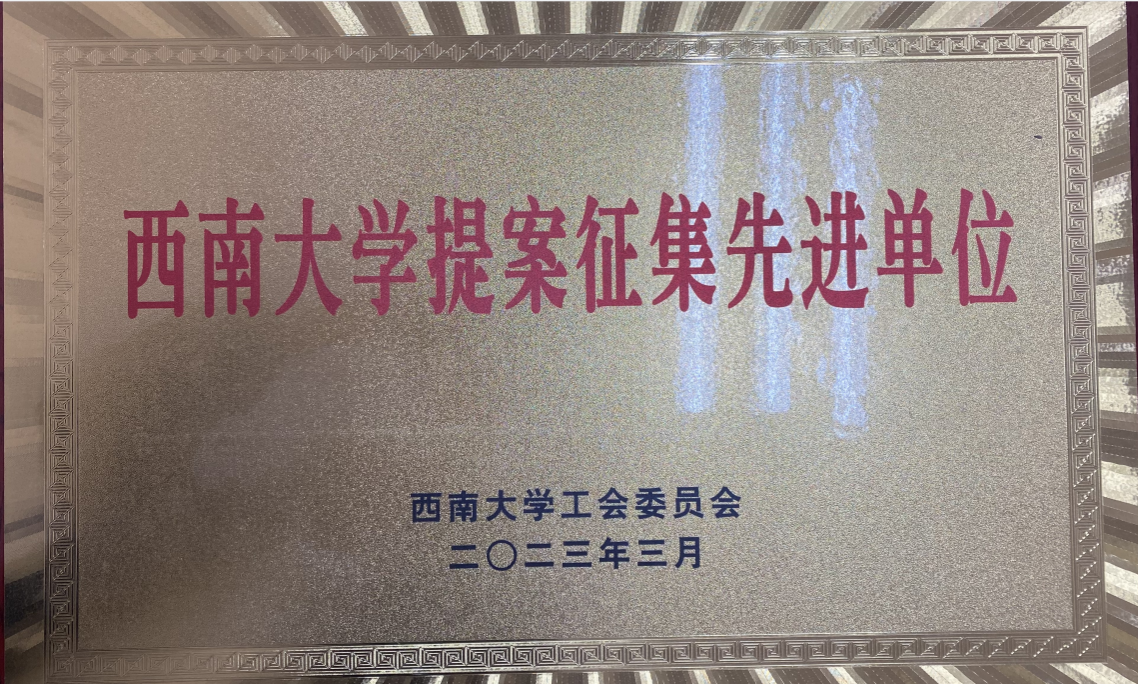 西南大学提案征集先进单位
西南大学工会委员会
二〇二三年三月